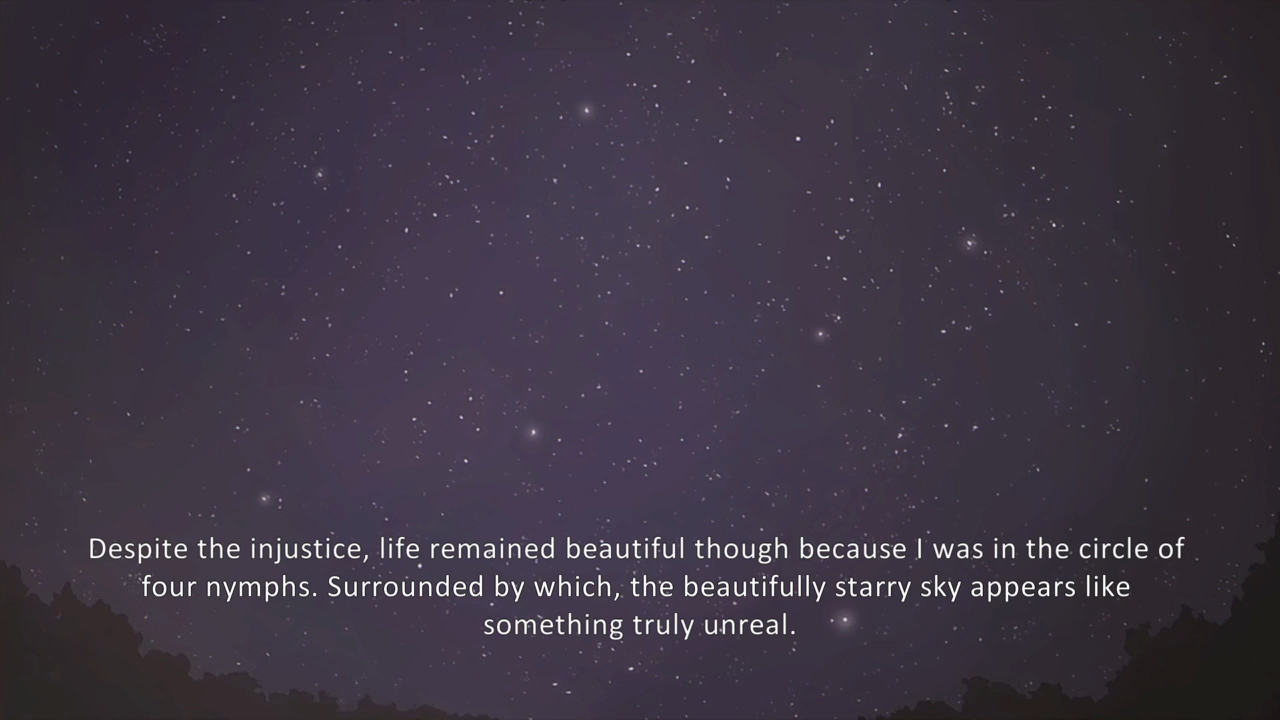 Despite the injustice, life remained beautiful though because I was in the circle of
four nymphs. Surrounded by which, the beautifully starry sky appears like
something truly unreal.